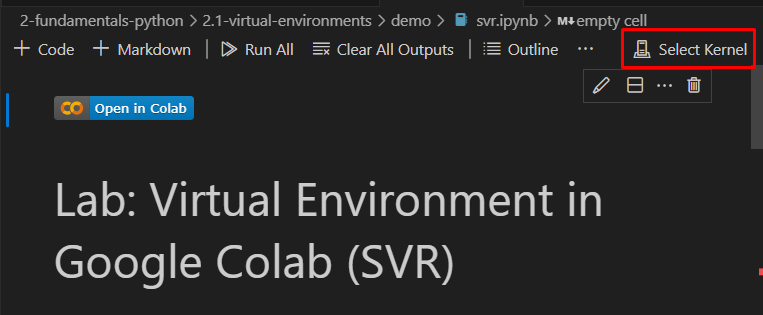 2-fundamentals-python > 2.1-virtual-environments > demo > svr.ipynb > M↓empty cell
+ Code + Markdown | Run All Clear All Outputs | Outline ... Select Kernel
Open in Colab
Lab: Virtual Environment in
Google Colab (SVR)